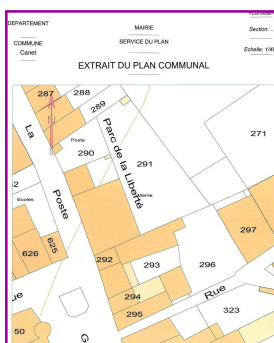 DEPARTEMENT
COMMUNE
Canet
MAIRIE
SERVICE DU PLAN
Section:
Echelle: 1/
EXTRAIT DU PLAN COMMUNAL
287
288
289
La
Poste
290
Parc de la Liberté
291
271
Mairie
Ecoles
Poste
625
626
292
293
294
295
296
297
Rue
323
50